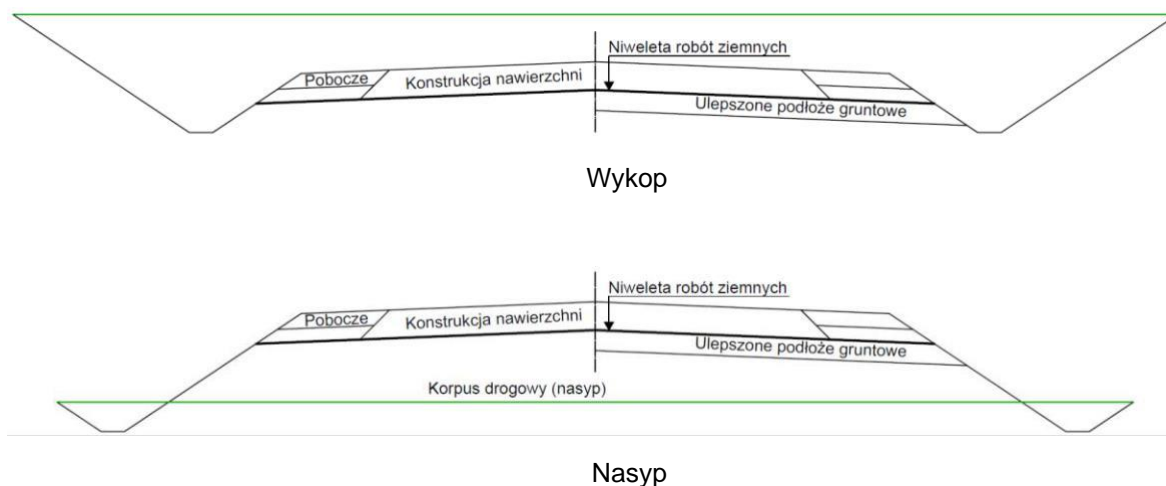 Niweleta robót ziemnych
Pobocze
Konstrukcja nawierzchni
Ulepszone podłoże gruntowe
Wykop
Niweleta robót ziemnych
Pobocze
Konstrukcja nawierzchni
Ulepszone podłoże gruntowe
Korpus drogowy (nasyp)
Nasyp